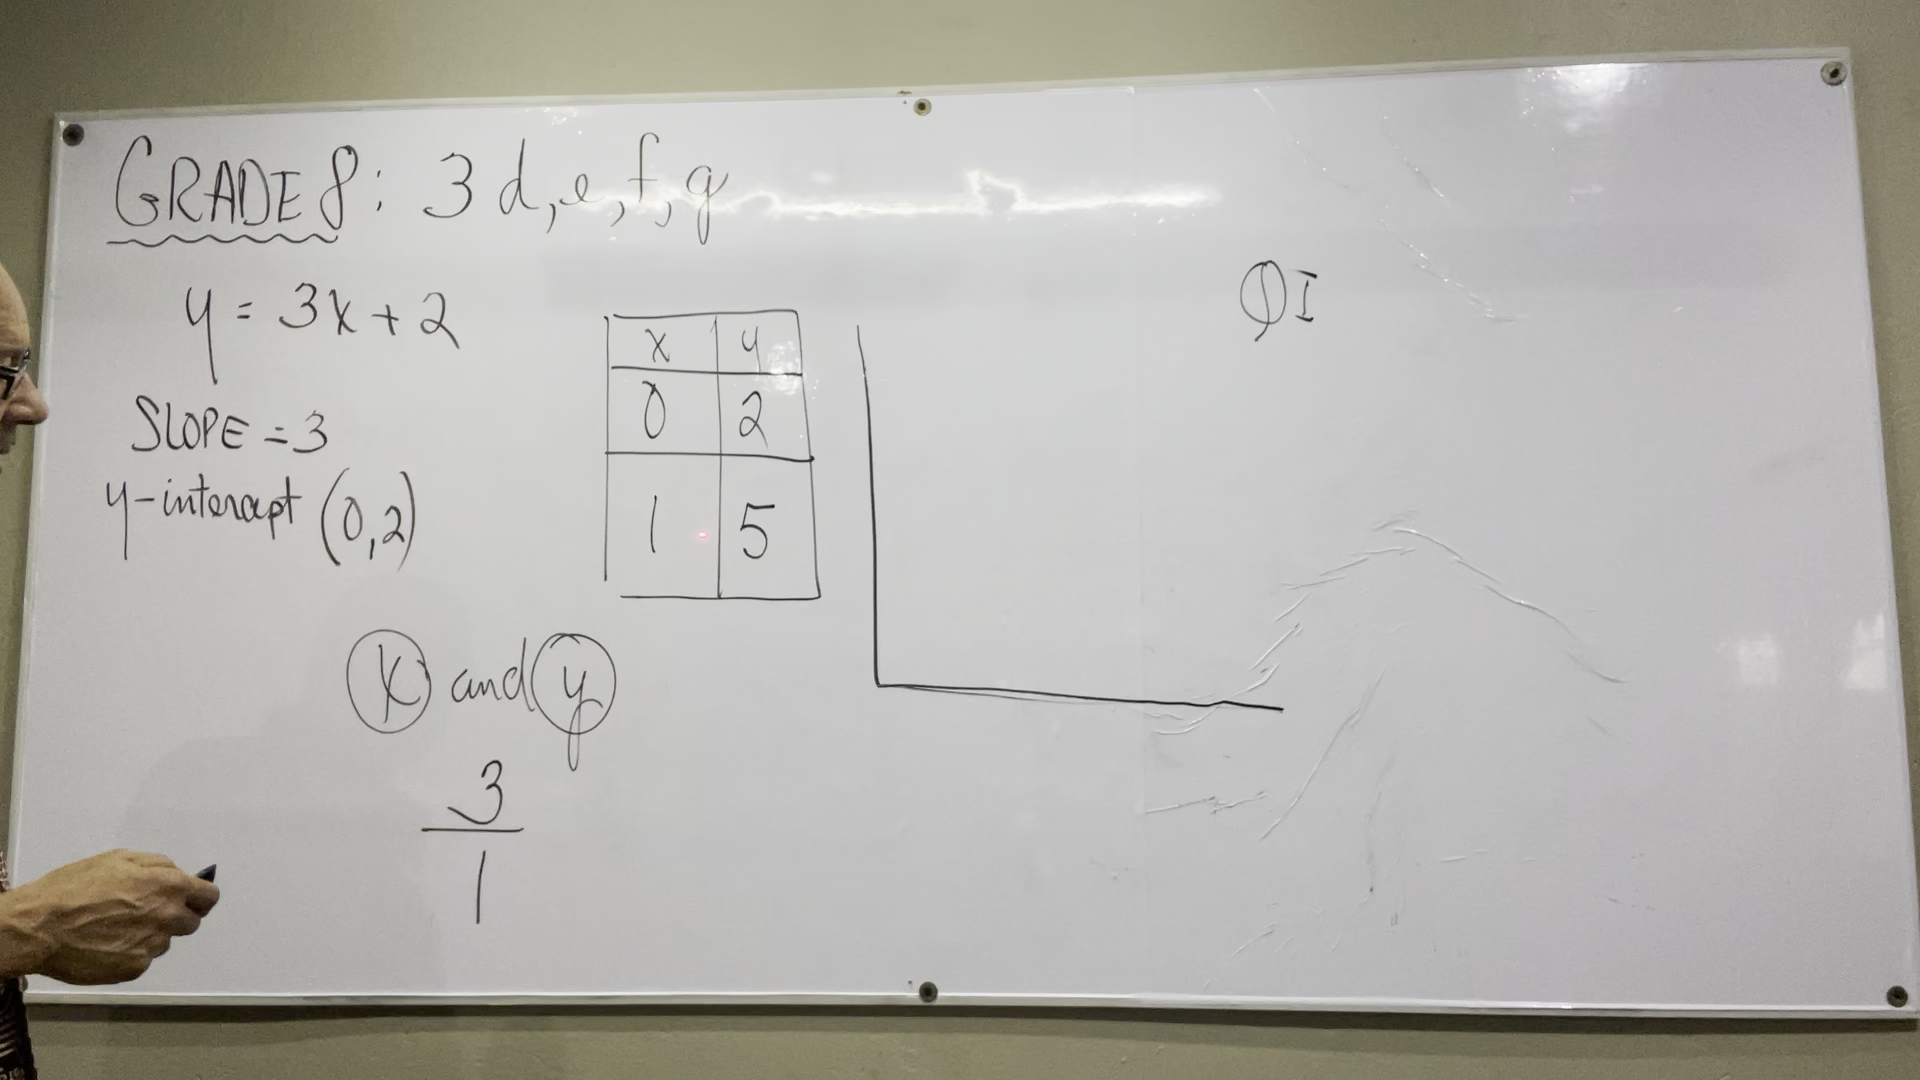 GRADE 8: 3 d, e, f, g
y = 3x + 2
SLOPE = 3
y-intercept (0,2)
x y
0 2
1 5
x and y
3
1
QI